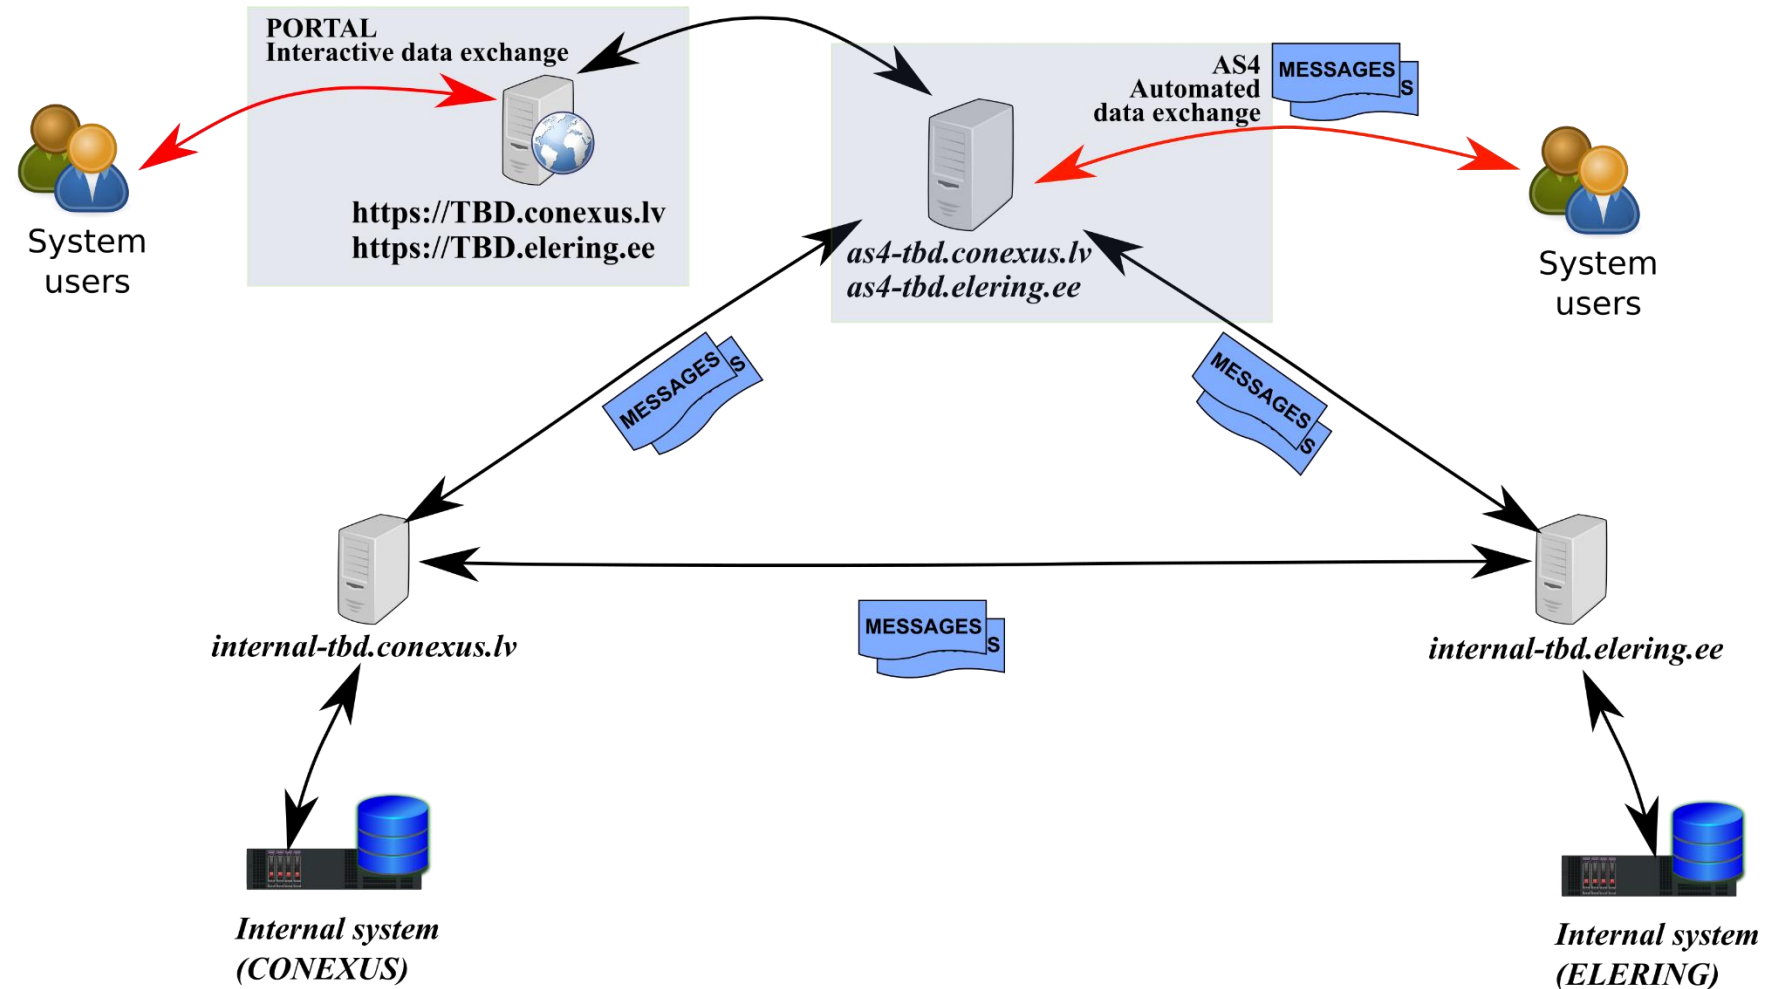 PORTAL
Interactive data exchange
AS4
Automated
data exchange
MESSAGES
S
System
users
https://TBD.conexus.lv
https://TBD.elering.ee
as4-tbd.conexus.lv
as4-tbd.elering.ee
System
users
MESSAGES
S
MESSAGES
S
internal-tbd.conexus.lv
MESSAGES
S
internal-tbd.elering.ee
Internal system
(CONEXUS)
Internal system
(ELERING)